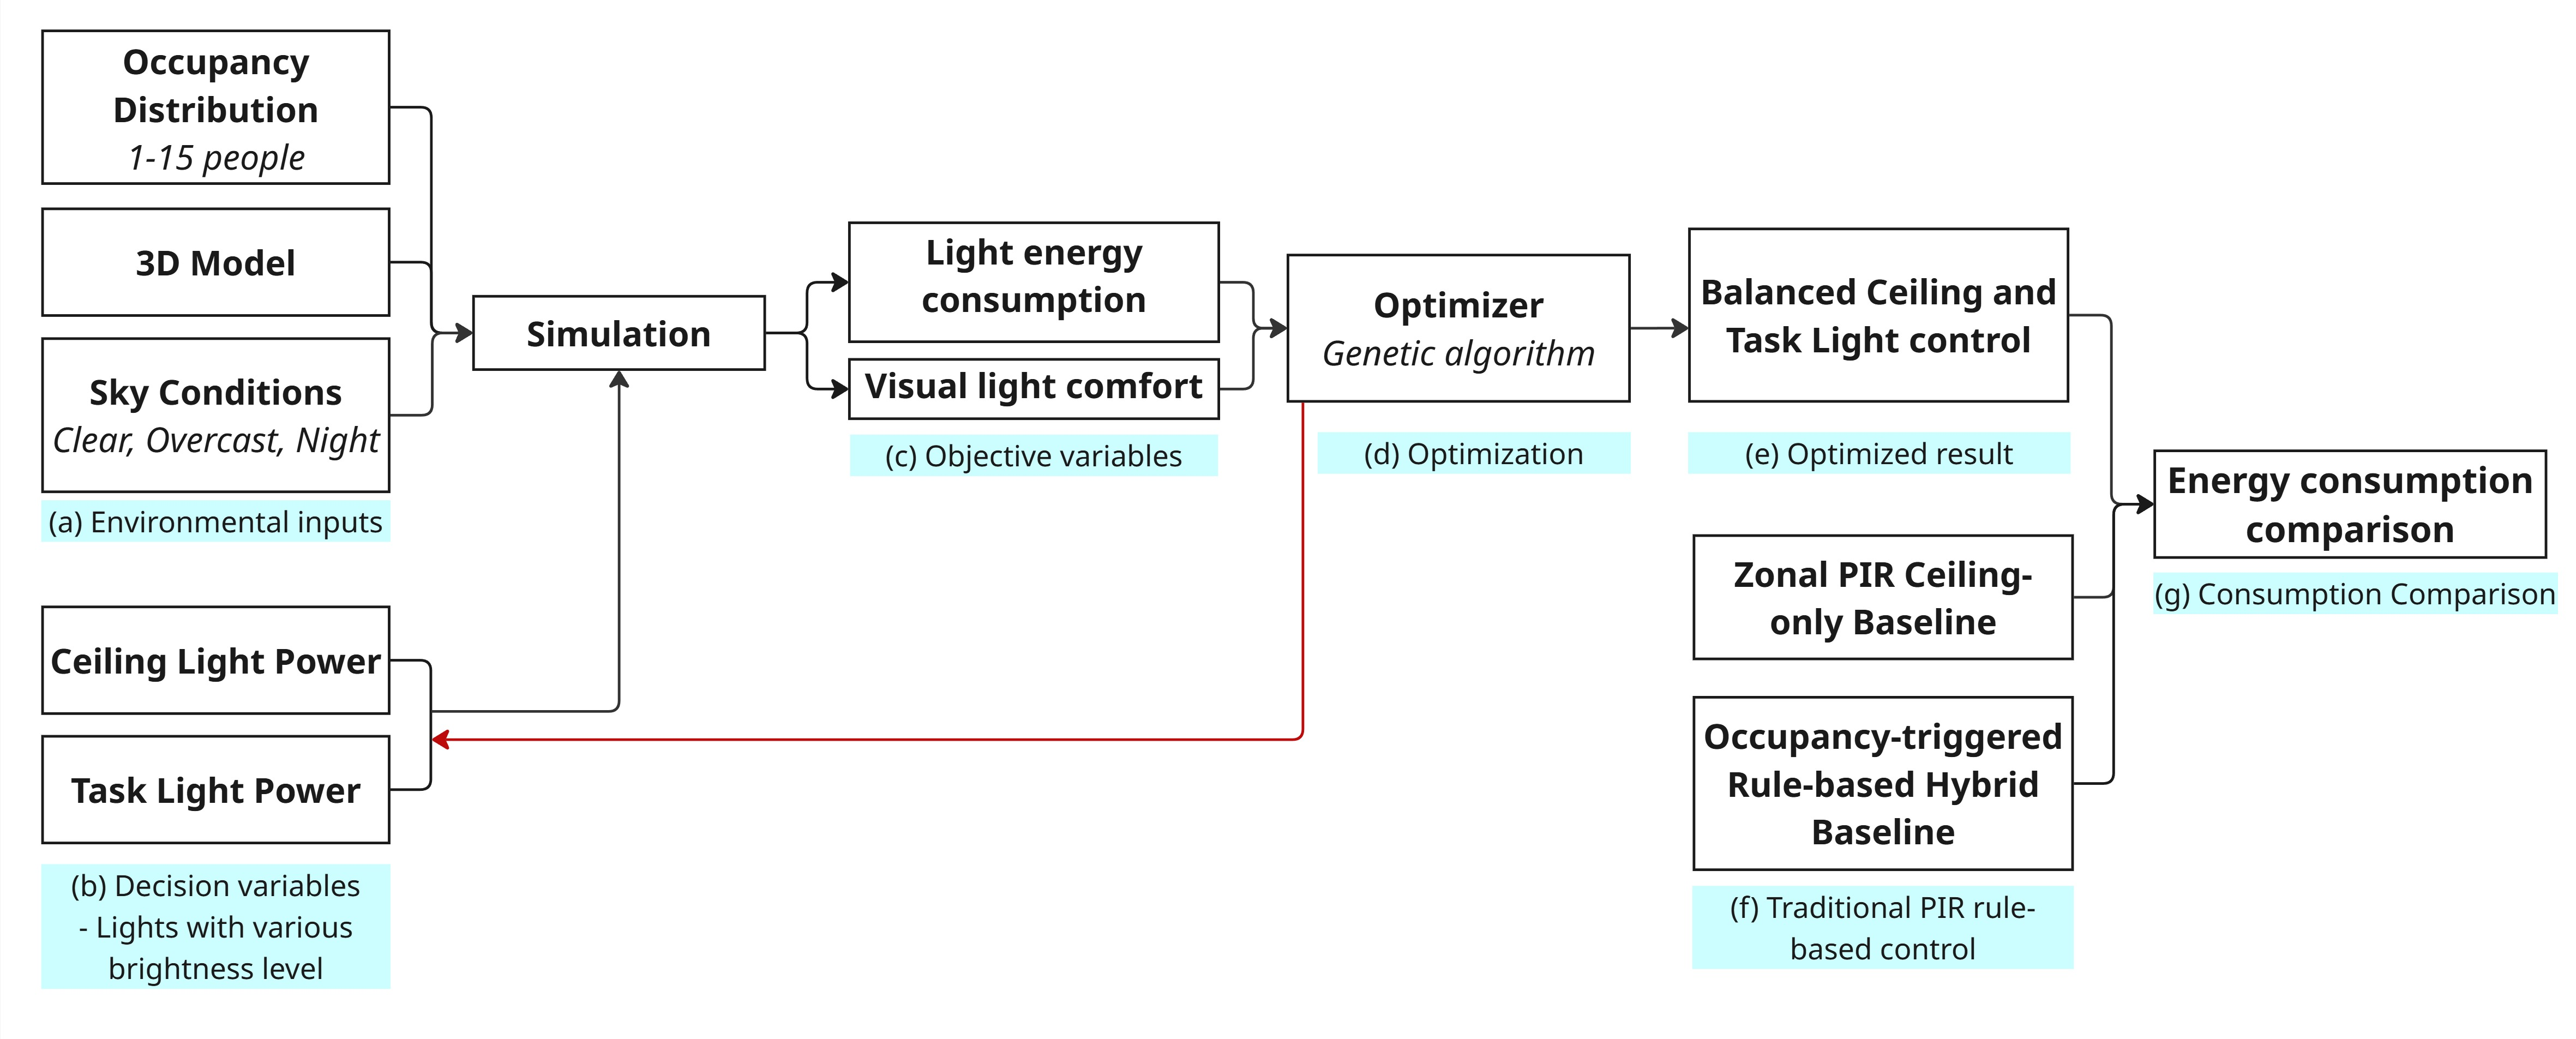 Occupancy
Distribution
1-15 people
3D Model
Sky Conditions
Clear, Overcast, Night
(a) Environmental inputs
Ceiling Light Power
Task Light Power
(b) Decision variables
- Lights with various
brightness level
Simulation
Light energy
consumption
Visual light comfort
(c) Objective variables
Optimizer
Genetic algorithm
(d) Optimization
Balanced Ceiling and
Task Light control
(e) Optimized result
Zonal PIR Ceiling-
only Baseline
Occupancy-triggered
Rule-based Hybrid
Baseline
(f) Traditional PIR rule-
based control
Energy consumption
comparison
(g) Consumption Comparison